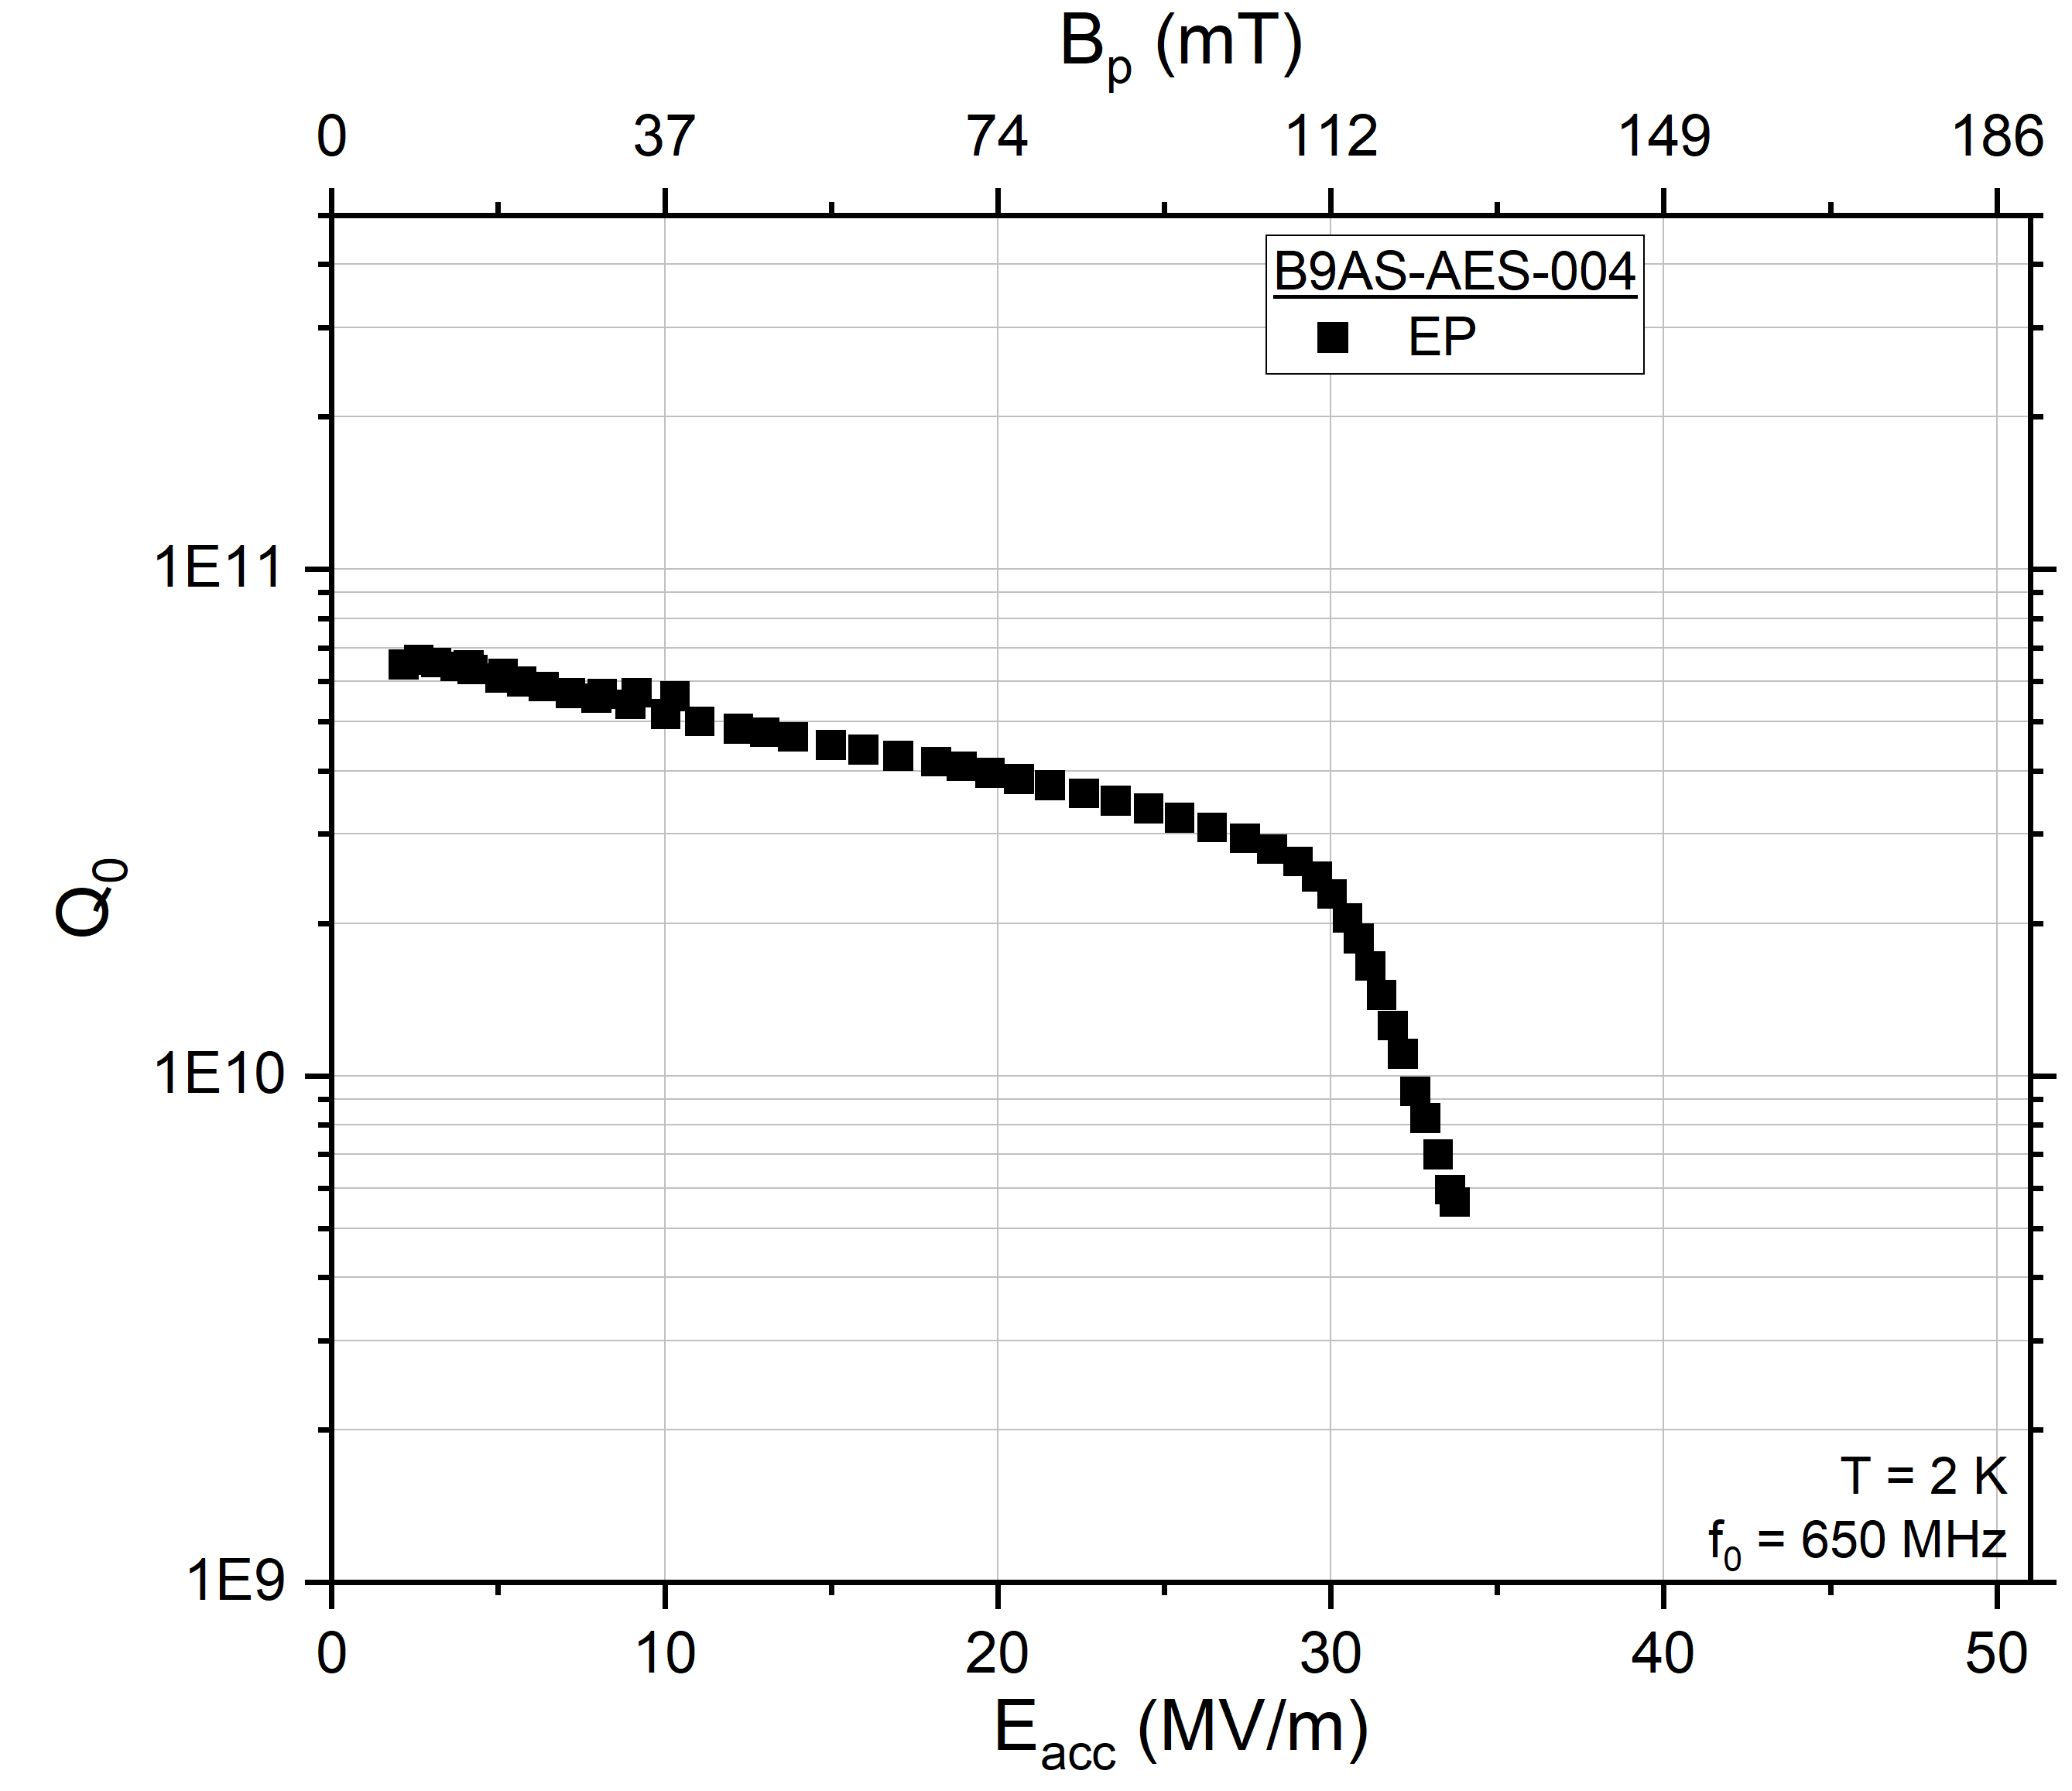 Bp (mT)
0 37 74 112 149 186
B9AS-AES-004
EP
1E11
Q0
1E10
T = 2 K
f0 = 650 MHz
1E9
0 10 20 30 40 50
Eacc (MV/m)